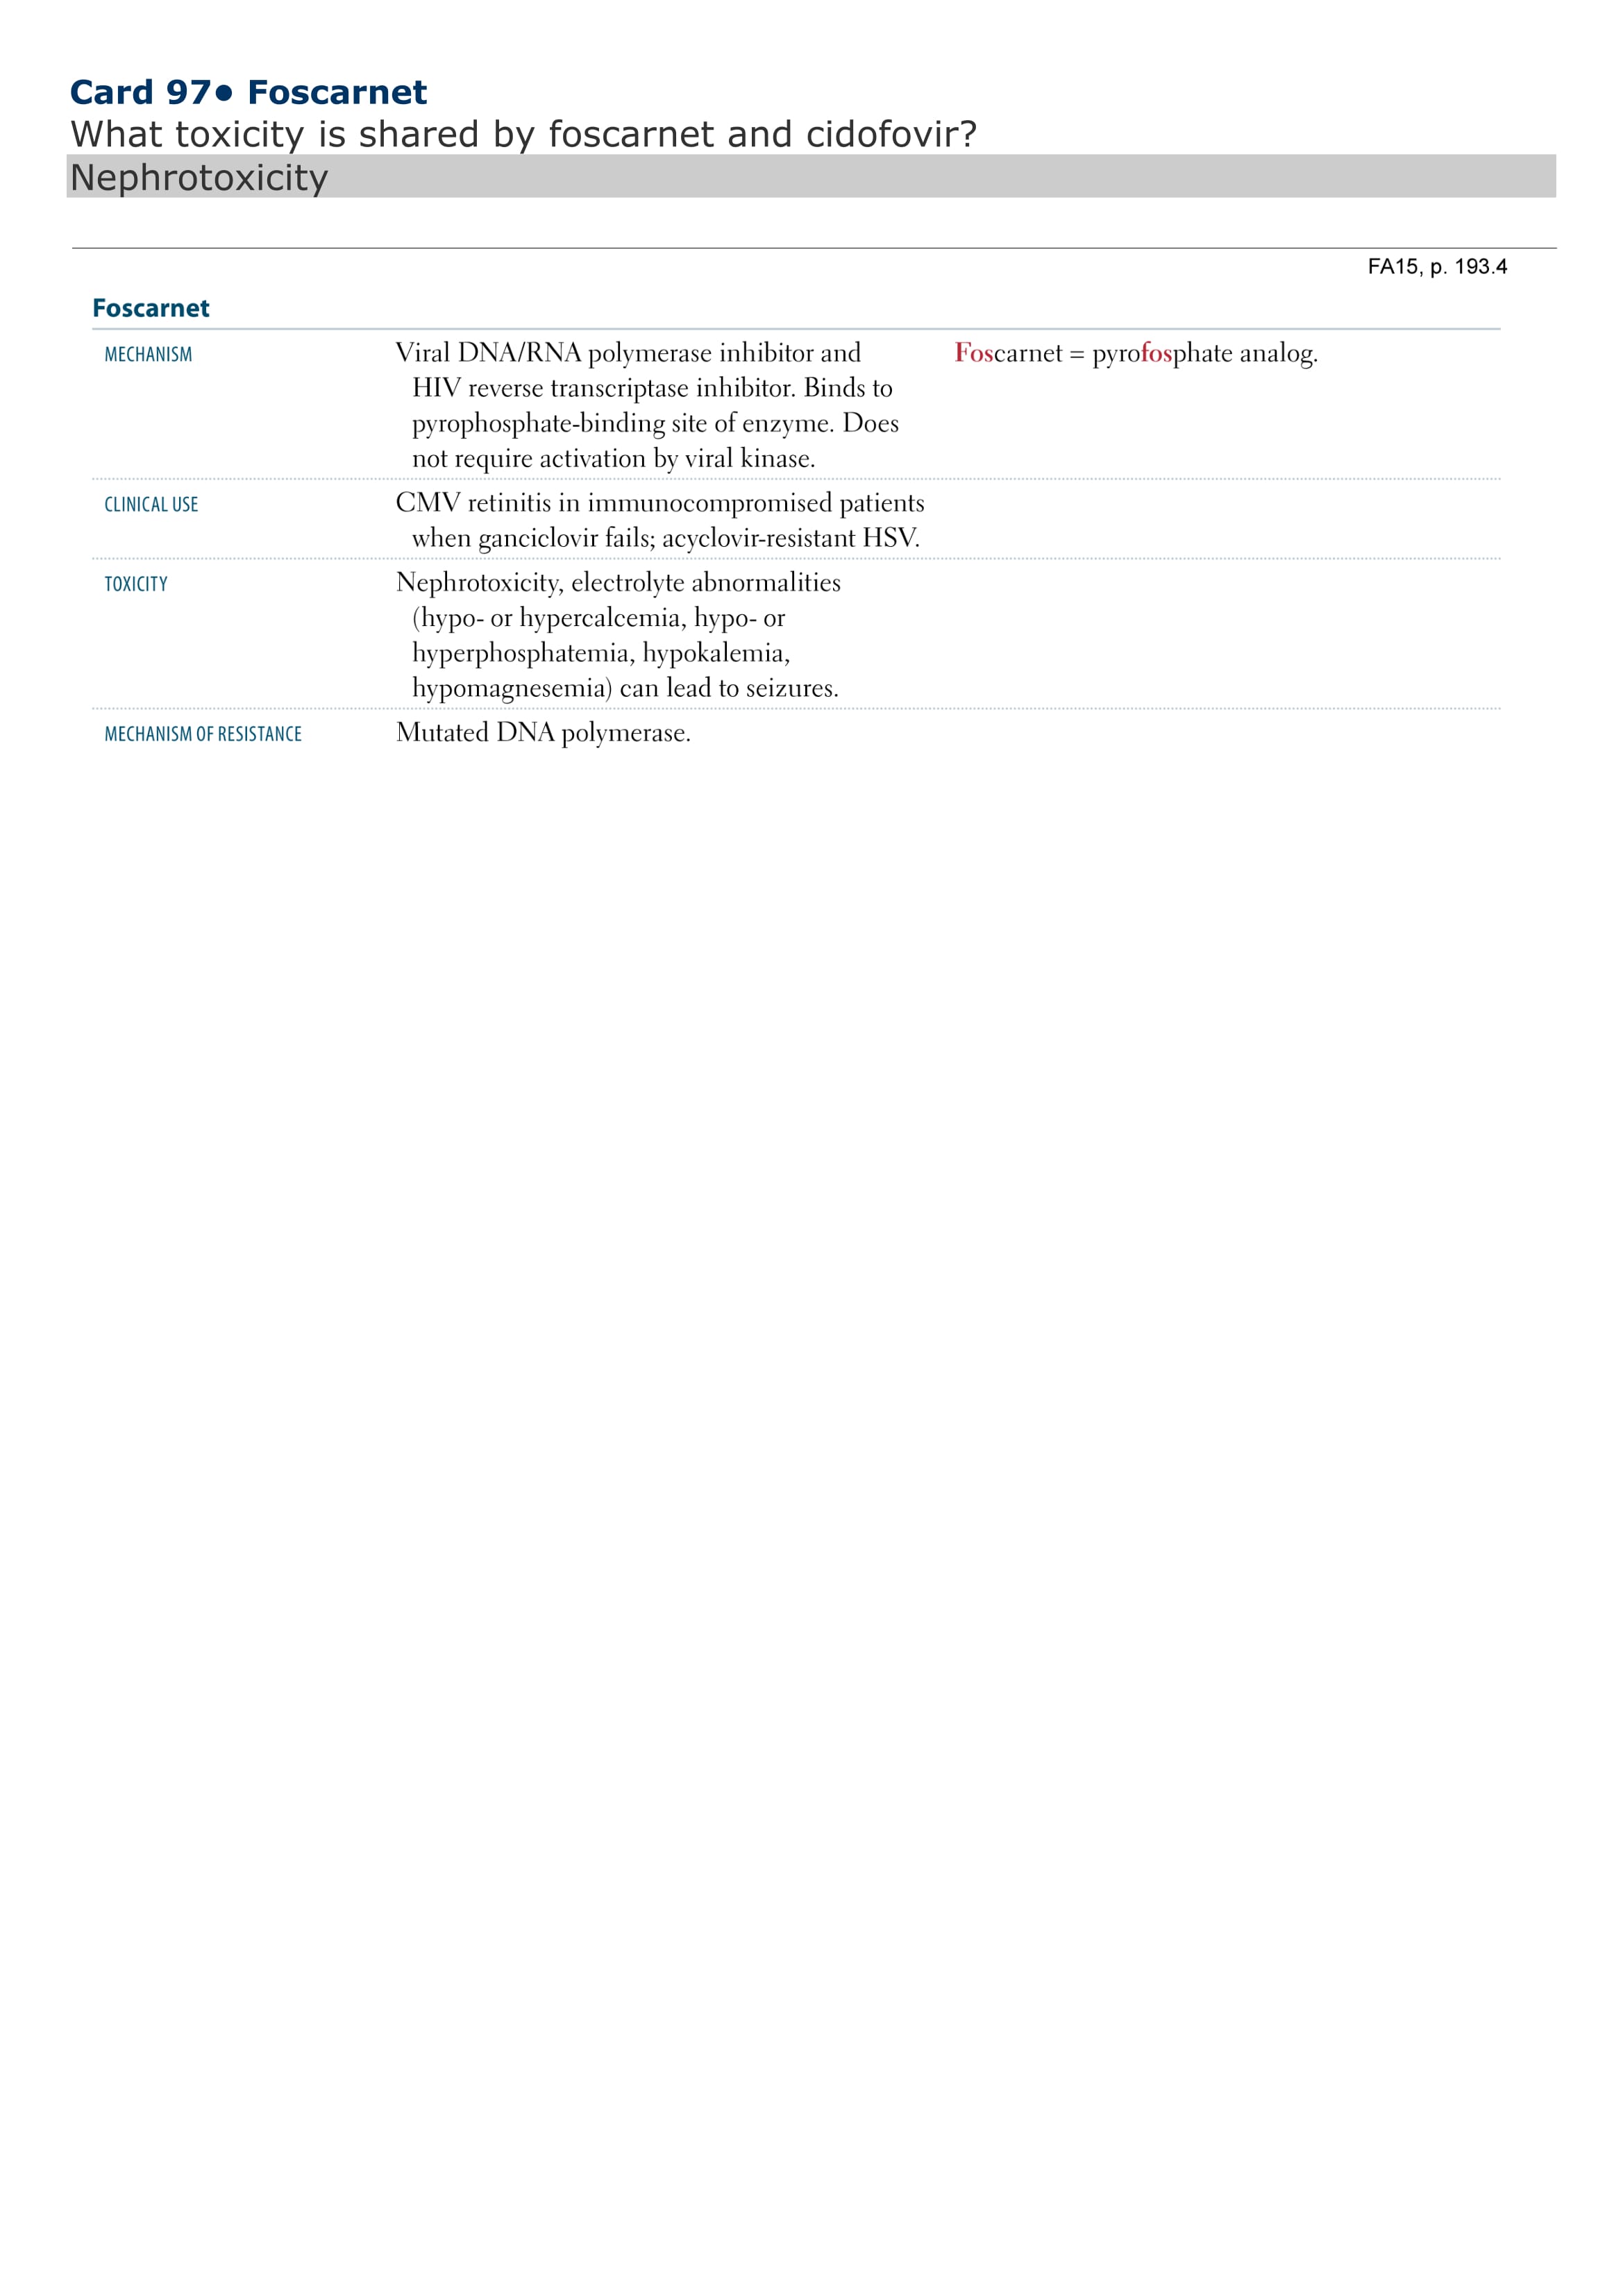 Card 97● Foscarnet
What toxicity is shared by foscarnet and cidofovir?
Nephrotoxicity
FA15, p. 193.4
Foscarnet
MECHANISM
Viral DNA/RNA polymerase inhibitor and
HIV reverse transcriptase inhibitor. Binds to
pyrophosphate-binding site of enzyme. Does
not require activation by viral kinase.
Foscarnet = pyrofosphate analog.
CLINICAL USE
CMV retinitis in immunocompromised patients
when ganciclovir fails; acyclovir-resistant HSV.
TOXICITY
Nephrotoxicity, electrolyte abnormalities
(hypo- or hypercalcemia, hypo- or
hyperphosphatemia, hypokalemia,
hypomagnesemia) can lead to seizures.
MECHANISM OF RESISTANCE
Mutated DNA polymerase.